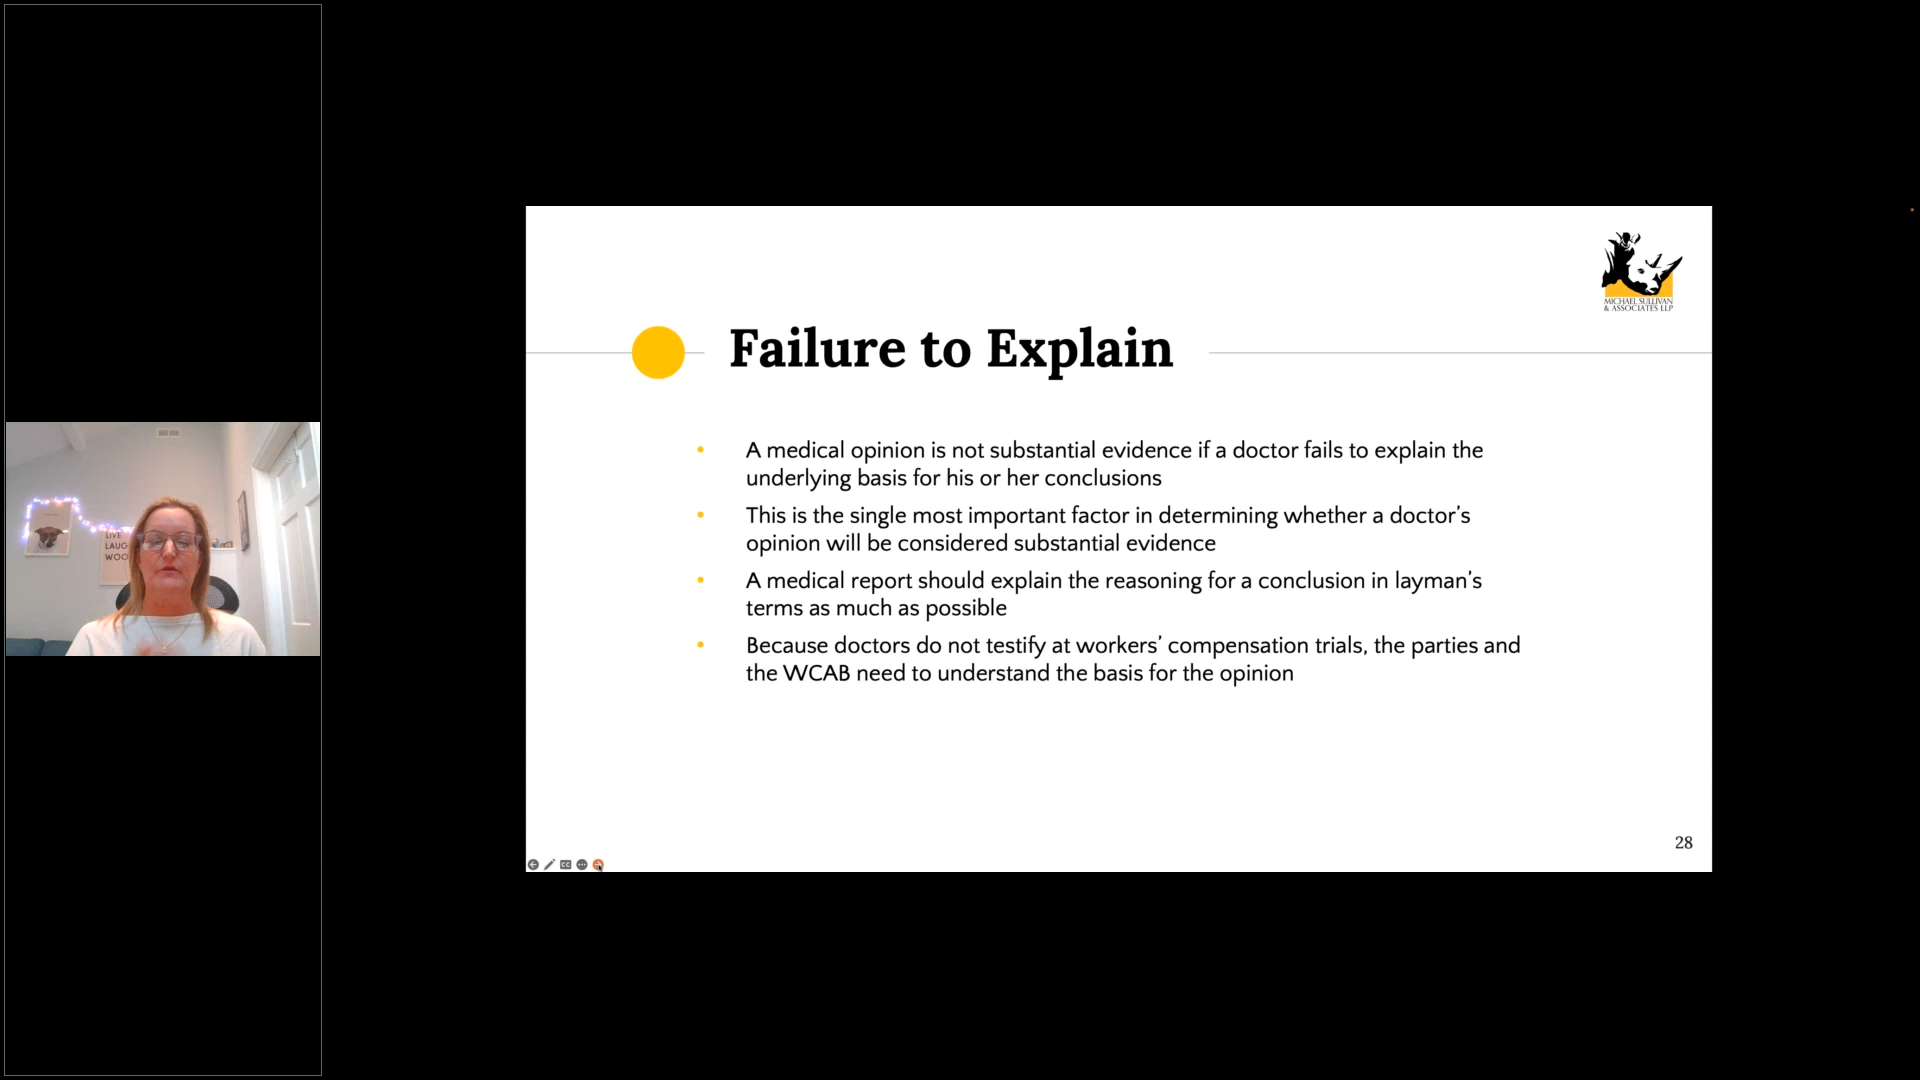 LIVE
LAUG
WOO
MICHAEL SULLIVAN
& ASSOCIATES LLP
Failure to Explain
• A medical opinion is not substantial evidence if a doctor fails to explain the
underlying basis for his or her conclusions
• This is the single most important factor in determining whether a doctor’s
opinion will be considered substantial evidence
• A medical report should explain the reasoning for a conclusion in layman’s
terms as much as possible
• Because doctors do not testify at workers’ compensation trials, the parties and
the WCAB need to understand the basis for the opinion
28
CC